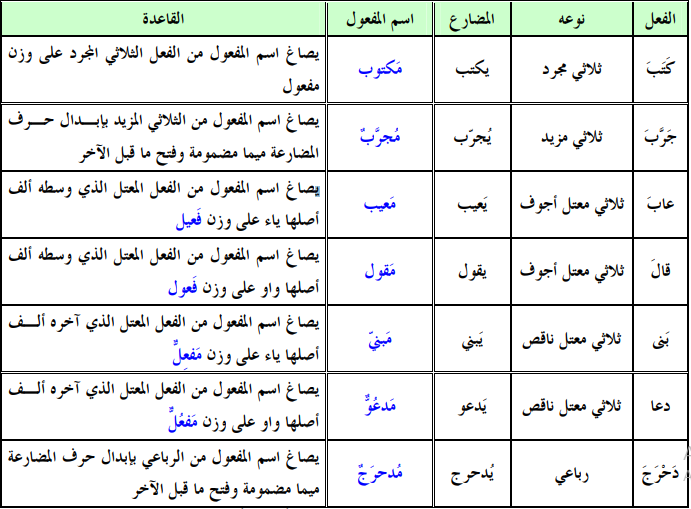 الفعل نوعه المضارع اسم المفعول القاعدة
كَتَبَ ثلاثي مجرد يكتب مَكتوب يصاغ اسم المفعول من الفعل الثلاثي المجرد على وزن
مفعول
جَرَّبَ ثلاثي مزيد يُجرّب مُجرَّبٌ يصاغ اسم المفعول من الثلاثي المزيد بإبدال حرف
المضارعة ميما مضمومة وفتح ما قبل الآخر
عابَ ثلاثي معتل أجوف يَعيب مَعيب يصاغ اسم المفعول من الفعل المعتل الذي وسطه ألف
أصلها ياء على وزن فَعيل
قالَ ثلاثي معتل أجوف يقول مَقول يصاغ اسم المفعول من الفعل المعتل الذي وسطه ألف
أصلها واو على وزن فَعول
بَنى ثلاثي معتل ناقص يَبني مَبنيّ يصاغ اسم المفعول من الفعل المعتل الذي آخره ألف
أصلها ياء على وزن مَفعِلٌّ
دعا ثلاثي معتل ناقص يَدعو مَدعُوٌّ يصاغ اسم المفعول من الفعل المعتل الذي آخره ألف
أصلها واو على وزن مَفعُلٌّ
دَحْرَجَ رباعي يُدحرج مُدحرَجٌ يصاغ اسم المفعول من الرباعي بإبدال حرف المضارعة
ميما مضمومة وفتح ما قبل الآخر